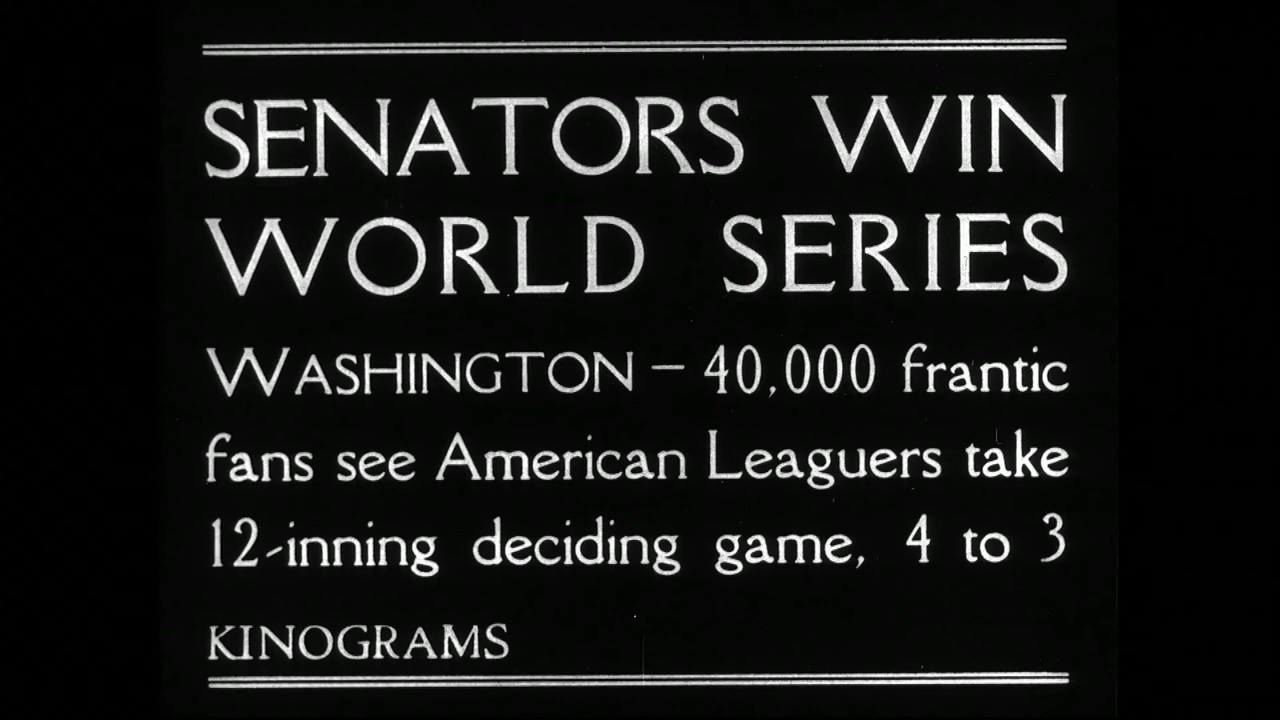 SENATORS WIN
WORLD SERIES
WASHINGTON – 40,000 frantic
fans see American Leaguers take
12-inning deciding game, 4 to 3
KINOGRAMS